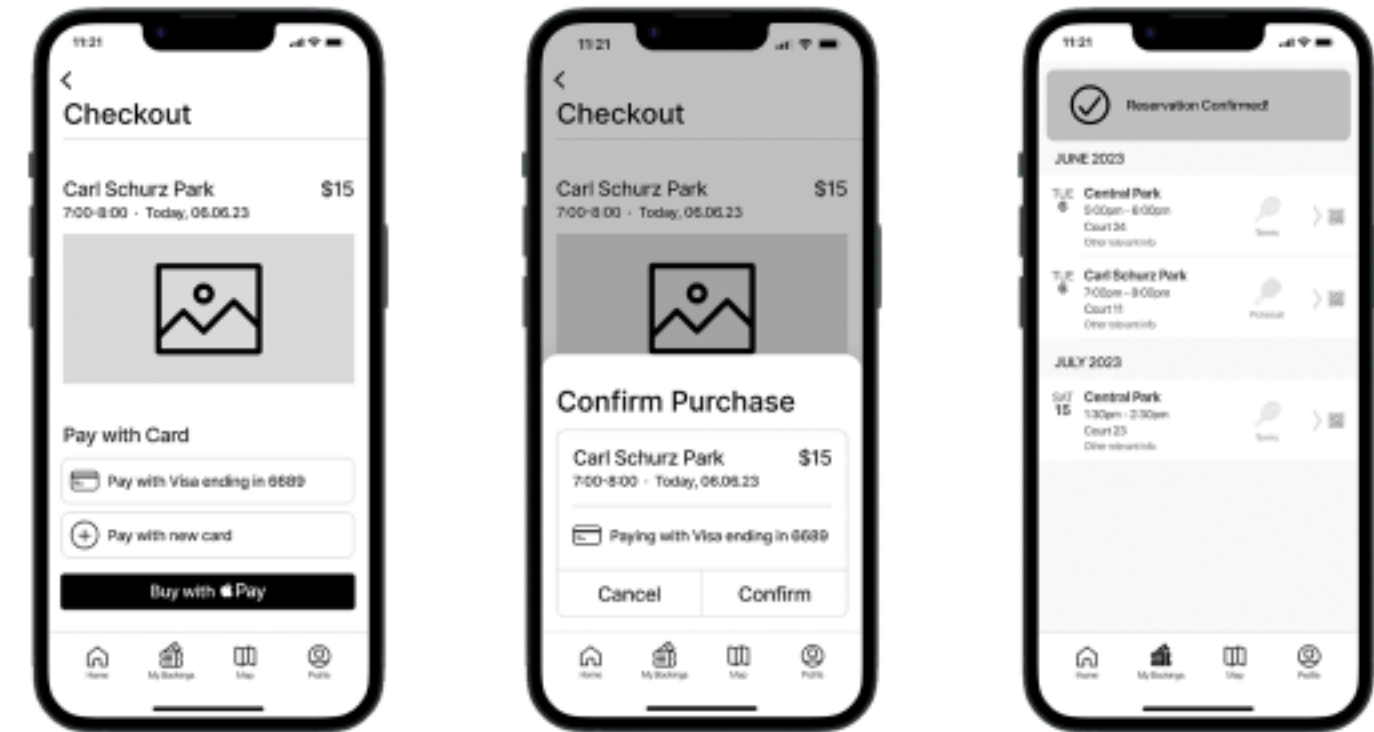 11:21
Checkout
Carl Schurz Park $15
7:00-8:00 · Today, 06.06.23
Pay with Card
Pay with Visa ending in 6689
Pay with new card
Buy with Pay
Home My Bookings Map Profile
11:21
Checkout
Carl Schurz Park $15
7:00-8:00 · Today, 06.06.23
Confirm Purchase
Carl Schurz Park $15
7:00-8:00 · Today, 06.06.23
Paying with Visa ending in 6689
Cancel Confirm
Home My Bookings Map Profile
11:21
Reservation Confirmed!
JUNE 2023
TUE Central Park
6 5:00pm - 6:00pm
Court 24
Other relevant info
Tennis
TUE Carl Schurz Park
6 7:00pm - 8:00pm
Court 11
Other relevant info
JULY 2023
SAT Central Park
15 1:30pm - 2:30pm
Court 23
Other relevant info
Tennis
Home My Bookings Map Profile